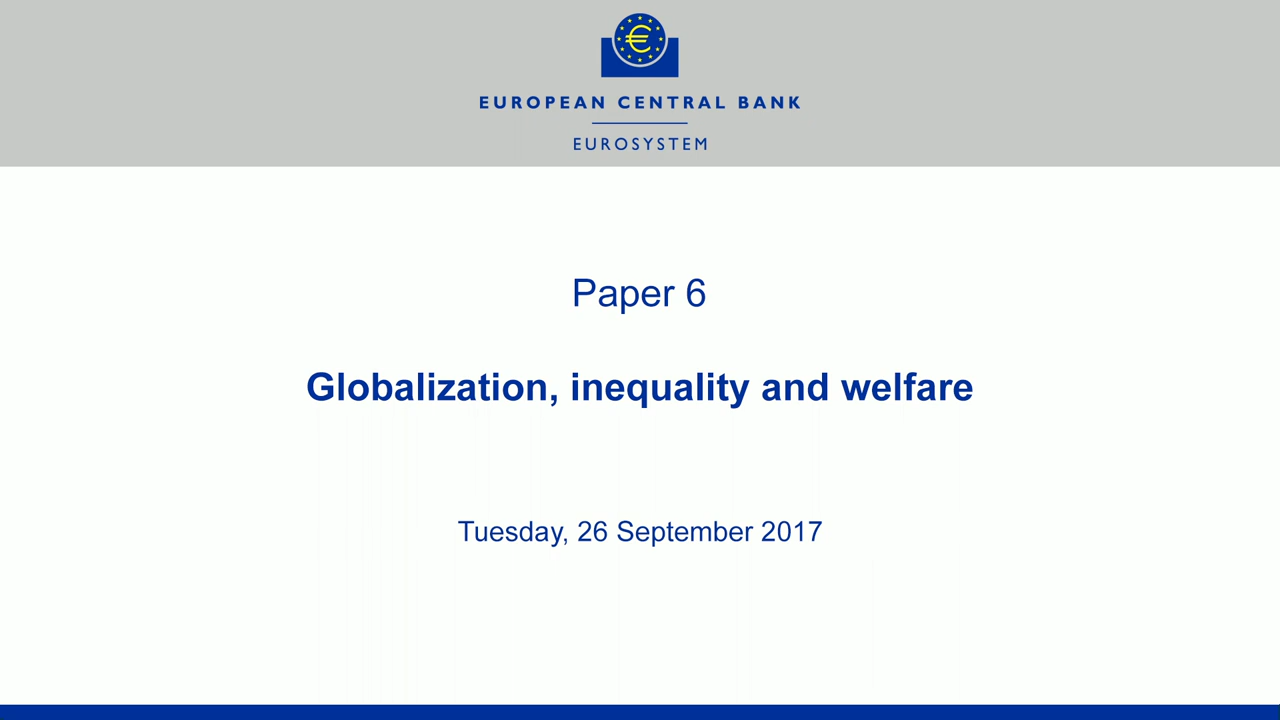 €
EUROPEAN CENTRAL BANK
EUROSYSTEM
Paper 6
Globalization, inequality and welfare
Tuesday, 26 September 2017